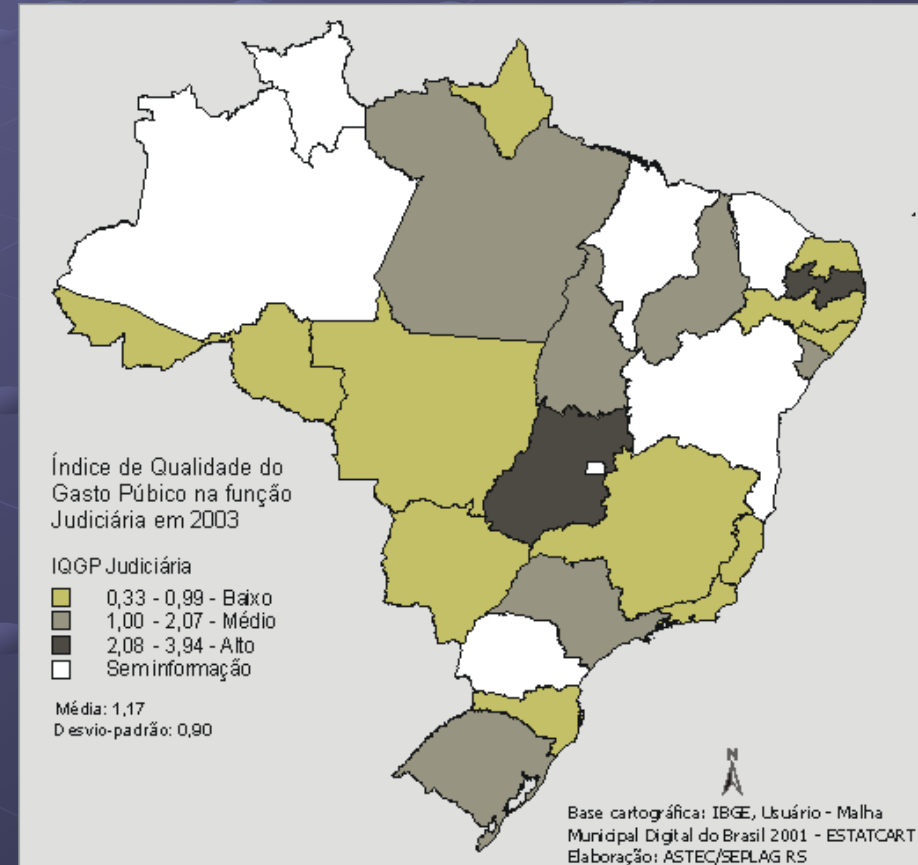 Índice de Qualidade do
Gasto Púbico na função
Judiciária em 2003
IQGP Judiciária
0,33 - 0,99 - Baixo
1,00 - 2,07 - Médio
2,08 - 3,94 - Alto
Sem informação
Média: 1,17
Desvio-padrão: 0,90
N
Base cartográfica: IBGE, Usuário - Malha
Municipal Digital do Brasil 2001 - ESTATCART
Elaboração: ASTEC/SEPLAG RS